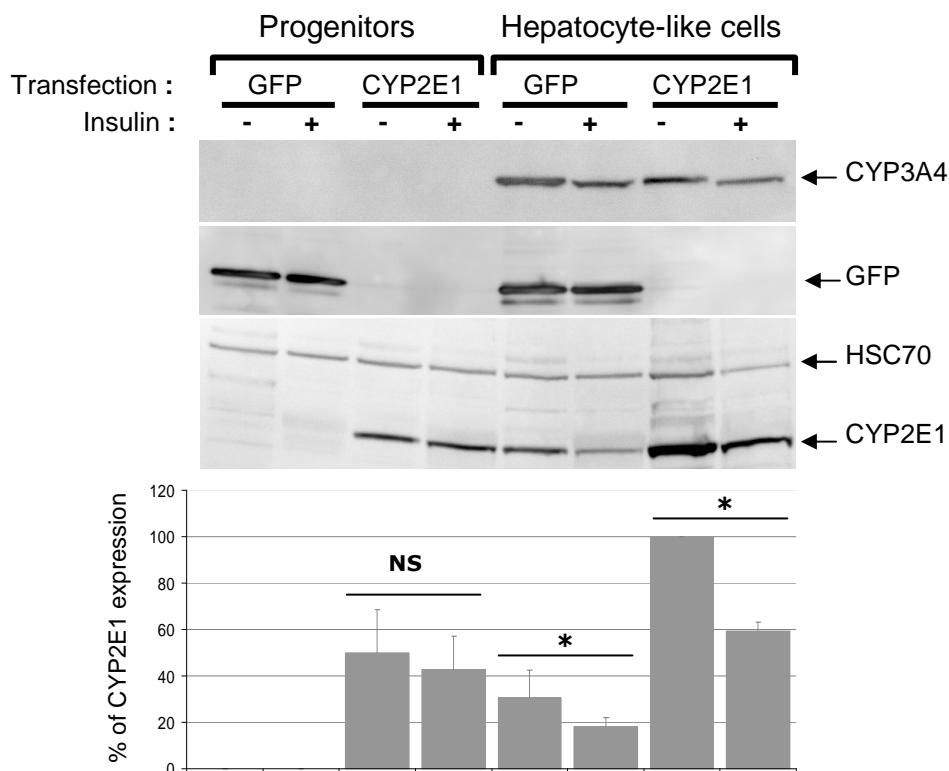 Progenitors Hepatocyte-like cells
Transfection : GFP CYP2E1 GFP CYP2E1
Insulin : - + - + - + - +
CYP3A4
GFP
HSC70
CYP2E1
% of CYP2E1 expression
120
100
80
60
40
20
0
NS
*
*